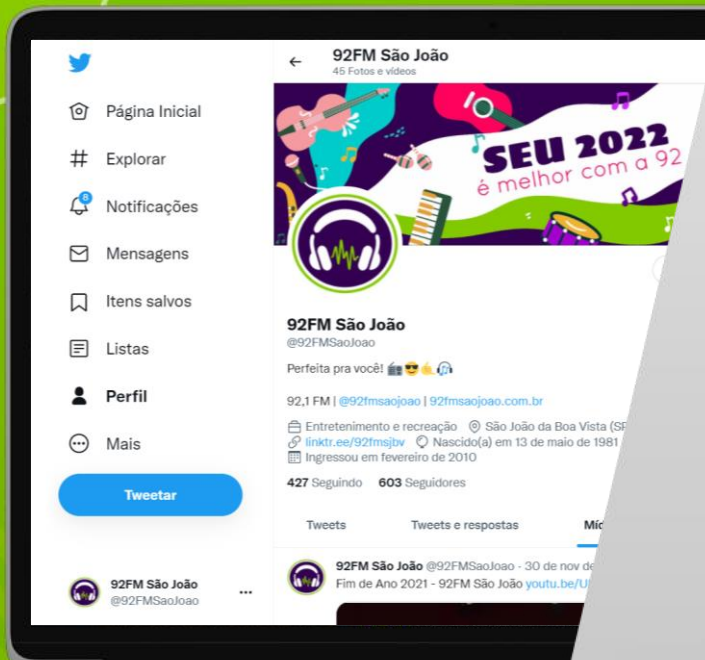 Página Inicial
Explorar
8
Notificações
Mensagens
Itens salvos
Listas
Perfil
Mais
Tweetar
92FM São João
@92FMSaoJoao
92FM São João
45 Fotos e vídeos
SEU 2022
é melhor com a 92
92FM São João
@92FMSaoJoao
Perfeita pra você!
92,1 FM | @92fmsaojoao | 92fmsaojoao.com.br
Entretenimento e recreação São João da Boa Vista (SP
linktr.ee/92fmsjbv Nascido(a) em 13 de maio de 1981
Ingressou em fevereiro de 2010
427 Seguindo 603 Seguidores
Tweets Tweets e respostas
92FM São João @92FMSaoJoao · 30 de nov de
Fim de Ano 2021 - 92FM São João youtu.be/